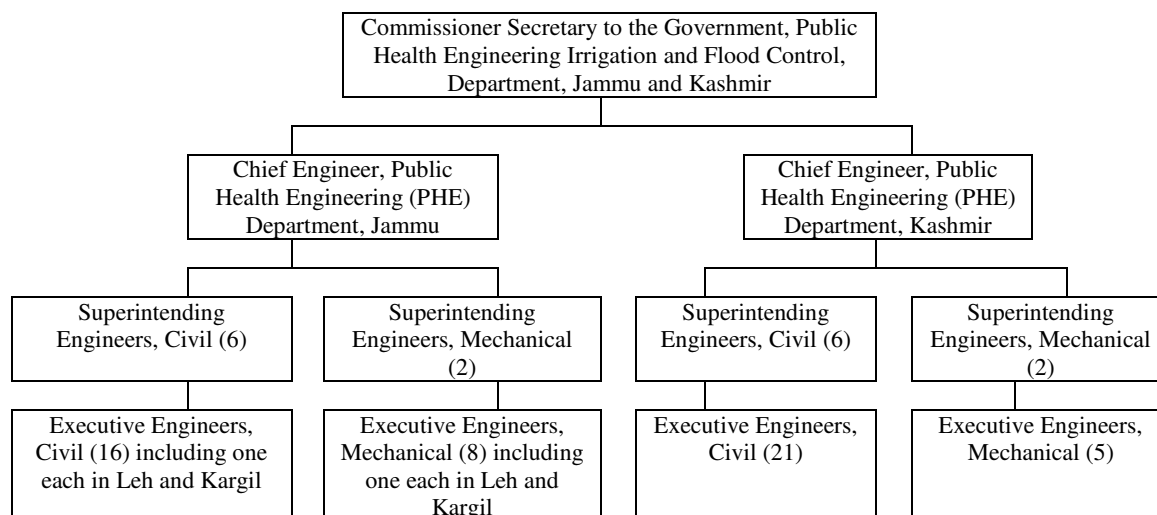 Commissioner Secretary to the Government, Public
Health Engineering Irrigation and Flood Control,
Department, Jammu and Kashmir
Chief Engineer, Public
Health Engineering (PHE)
Department, Jammu
Chief Engineer, Public
Health Engineering (PHE)
Department, Kashmir
Superintending
Engineers, Civil (6)
Superintending
Engineers, Mechanical
(2)
Superintending
Engineers, Civil (6)
Superintending
Engineers, Mechanical
(2)
Executive Engineers,
Civil (16) including one
each in Leh and Kargil
Executive Engineers,
Mechanical (8) including
one each in Leh and
Kargil
Executive Engineers,
Civil (21)
Executive Engineers,
Mechanical (5)